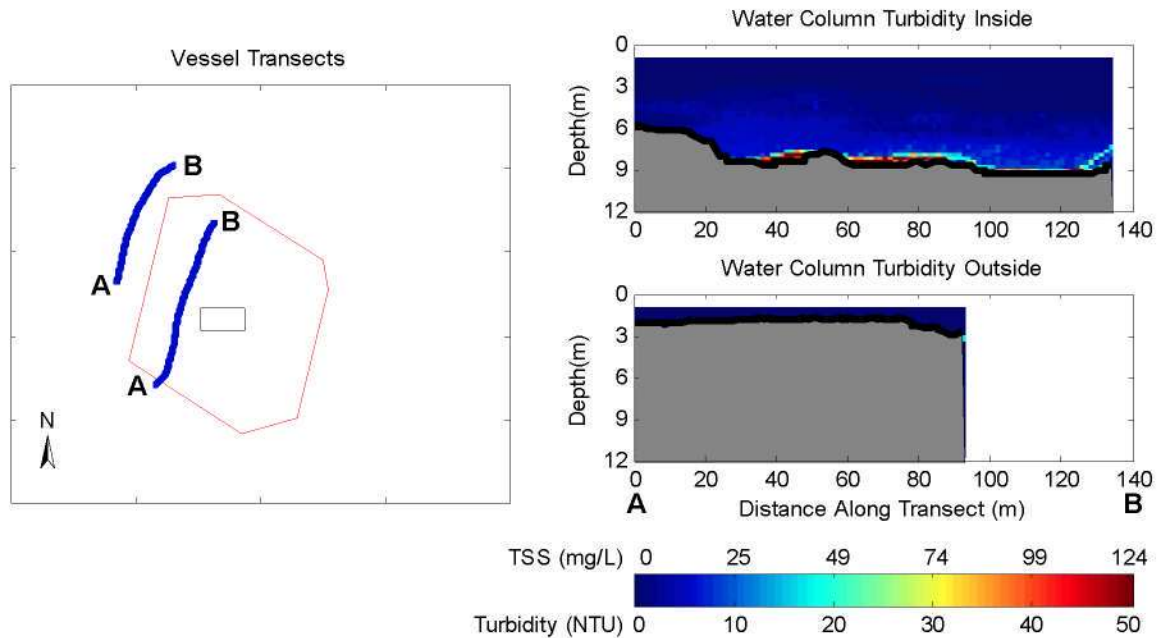 Vessel Transects
B
B
A
A
N
Water Column Turbidity Inside
Depth(m)
0
3
6
9
12
0 20 40 60 80 100 120 140
Water Column Turbidity Outside
Depth(m)
0
3
6
9
12
0 20 40 60 80 100 120 140
A Distance Along Transect (m) B
TSS (mg/L) 0 25 49 74 99 124
Turbidity (NTU) 0 10 20 30 40 50